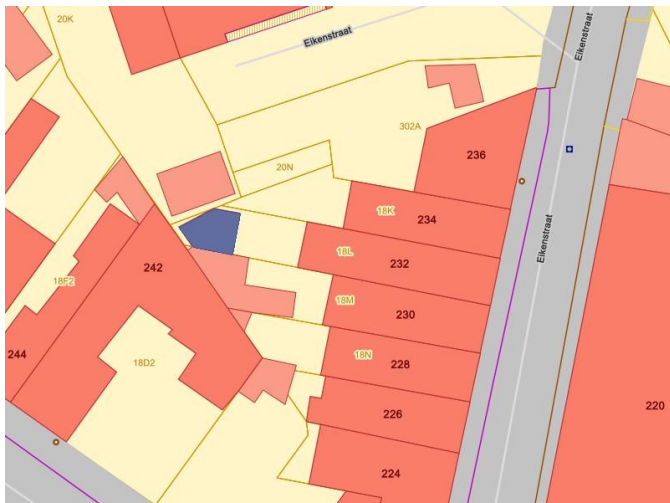 20K
Eikenstraat
Eikenstraat
302A
236
20N
18K
234
18L
232
242
18F2
18M
230
Eikenstraat
18N
228
244
18D2
226
220
224